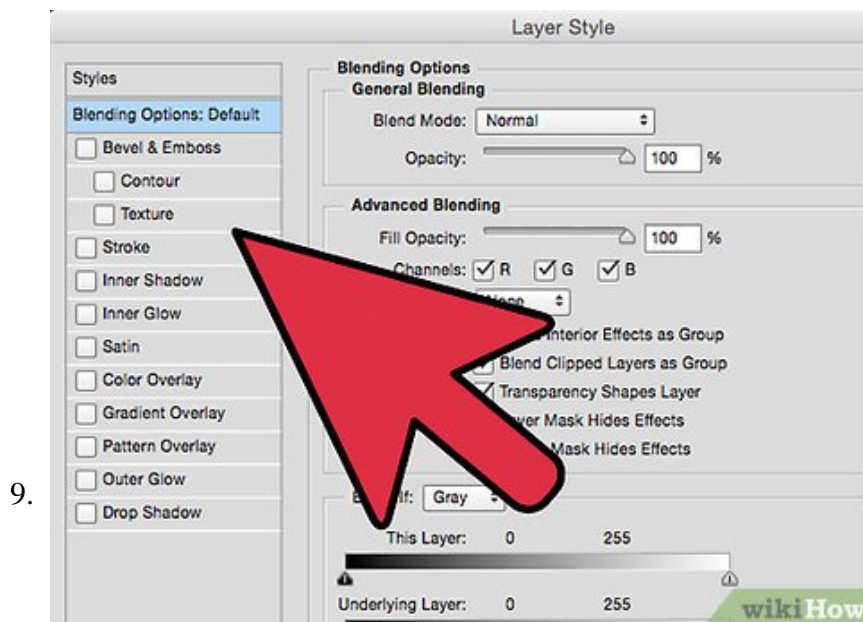 Layer Style
Styles
Blending Options: Default
Bevel & Emboss
Contour
Texture
Stroke
Inner Shadow
Inner Glow
Satin
Color Overlay
Gradient Overlay
Pattern Overlay
Outer Glow
Drop Shadow
Blending Options
General Blending
Blend Mode: Normal
Opacity: 100 %
Advanced Blending
Fill Opacity: 100 %
Channels: R G B
None
Interior Effects as Group
Blend Clipped Layers as Group
Transparency Shapes Layer
Mask Hides Effects
Mask Hides Effects
If: Gray
This Layer: 0 255
Underlying Layer: 0 255
9.
wikiHow